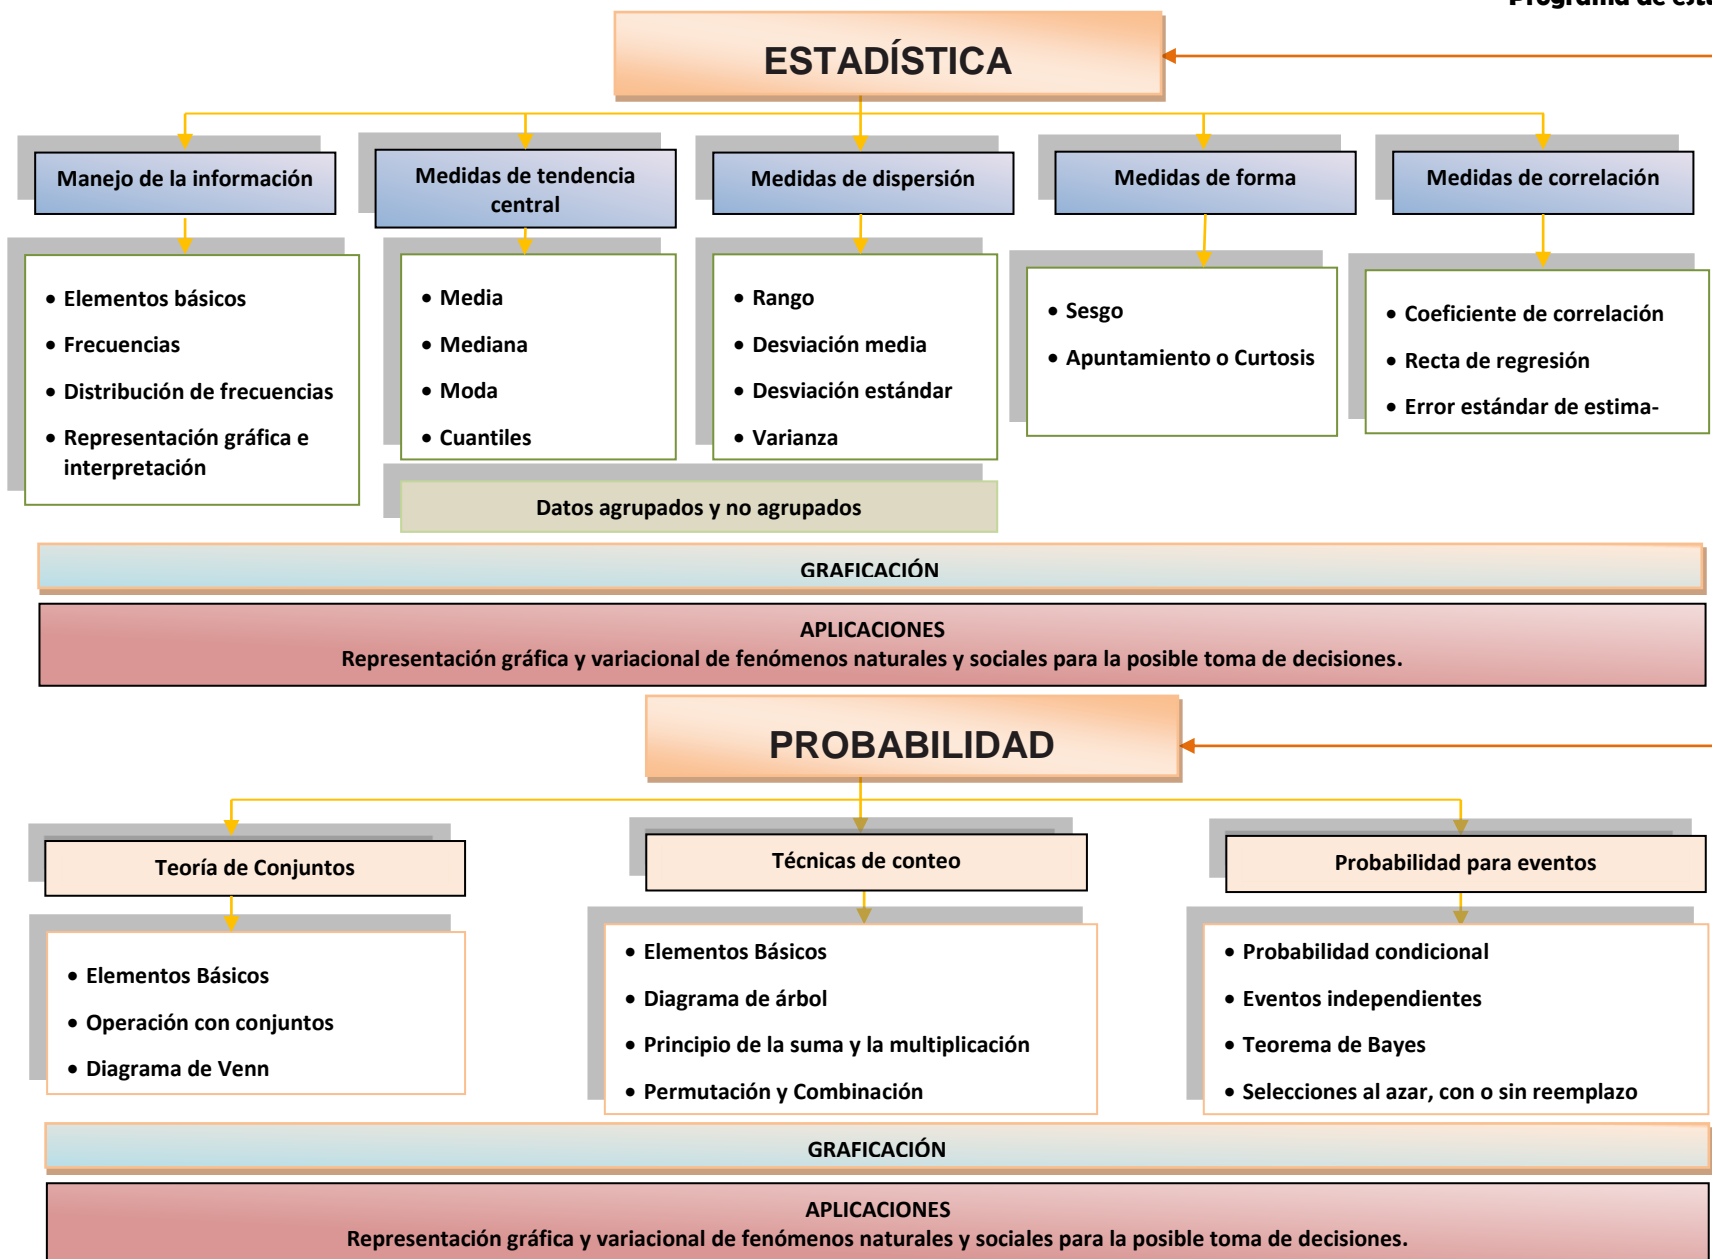 Programa de
ESTADÍSTICA
Manejo de la información
Medidas de tendencia
central
Medidas de dispersión
Medidas de forma
Medidas de correlación
• Elementos básicos
• Frecuencias
• Distribución de frecuencias
• Representación gráfica e
interpretación
• Media
• Mediana
• Moda
• Cuantiles
• Rango
• Desviación media
• Desviación estándar
• Varianza
• Sesgo
• Apuntamiento o Curtosis
• Coeficiente de correlación
• Recta de regresión
• Error estándar de estima-
Datos agrupados y no agrupados
GRAFICACIÓN
APLICACIONES
Representación gráfica y variacional de fenómenos naturales y sociales para la posible toma de decisiones.
PROBABILIDAD
Teoría de Conjuntos
Técnicas de conteo
Probabilidad para eventos
• Elementos Básicos
• Operación con conjuntos
• Diagrama de Venn
• Elementos Básicos
• Diagrama de árbol
• Principio de la suma y la multiplicación
• Permutación y Combinación
• Probabilidad condicional
• Eventos independientes
• Teorema de Bayes
• Selecciones al azar, con o sin reemplazo
GRAFICACIÓN
APLICACIONES
Representación gráfica y variacional de fenómenos naturales y sociales para la posible toma de decisiones.